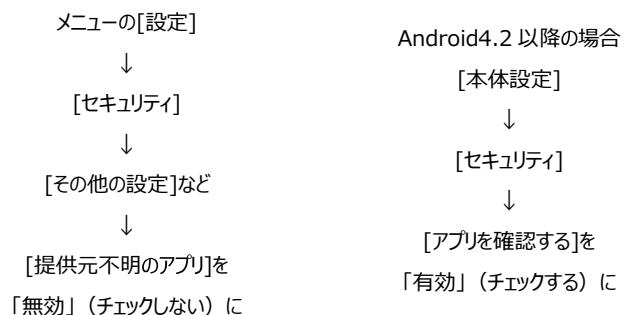 メニューの[設定]
↓
[セキュリティ]
↓
[その他の設定]など
↓
[提供元不明のアプリ]を
「無効」（チェックしない）に
Android4.2 以降の場合
[本体設定]
↓
[セキュリティ]
↓
[アプリを確認する]を
「有効」（チェックする）に